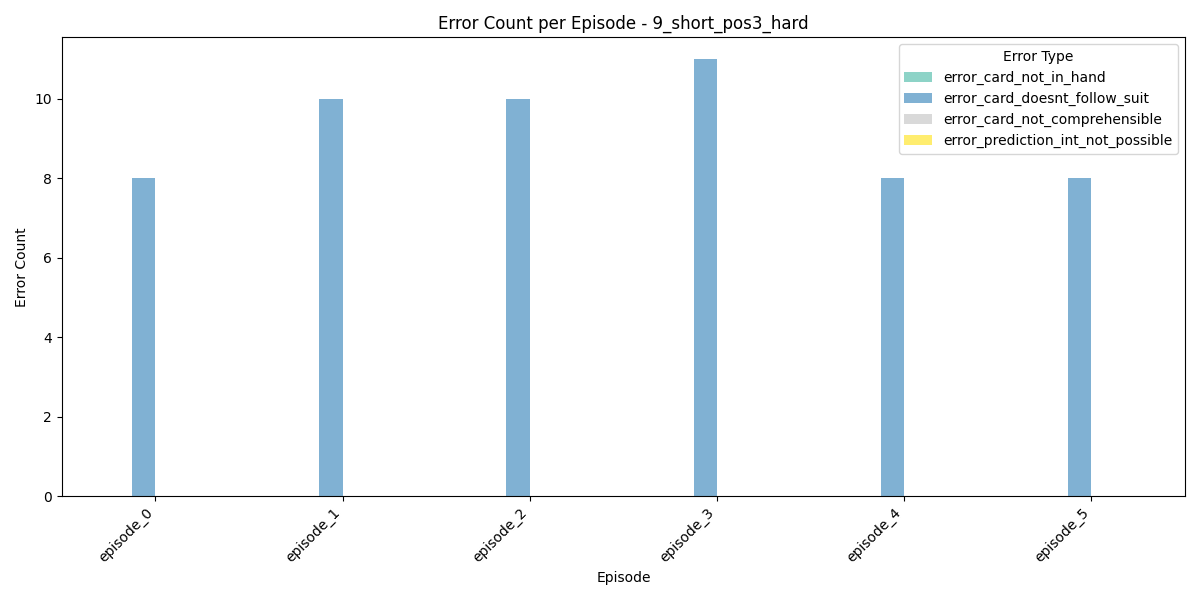 Error Count per Episode - 9_short_pos3_hard
Error Type
error_card_not_in_hand
error_card_doesnt_follow_suit
error_card_not_comprehensible
error_prediction_int_not_possible
Error Count
10
8
6
4
2
0
episode_0
episode_1
episode_2
episode_3
episode_4
episode_5
Episode